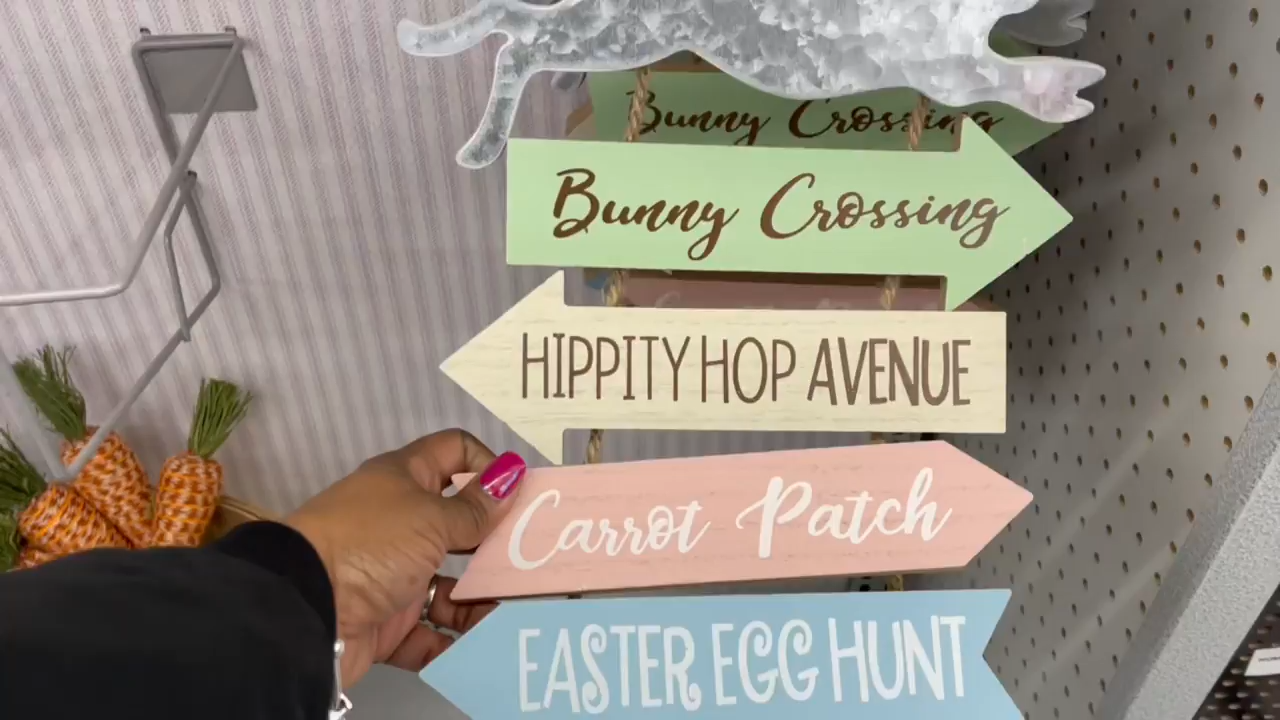 Bunny Crossing
Bunny Crossing
HIPPITY HOP AVENUE
Carrot Patch
EASTER EGG HUNT